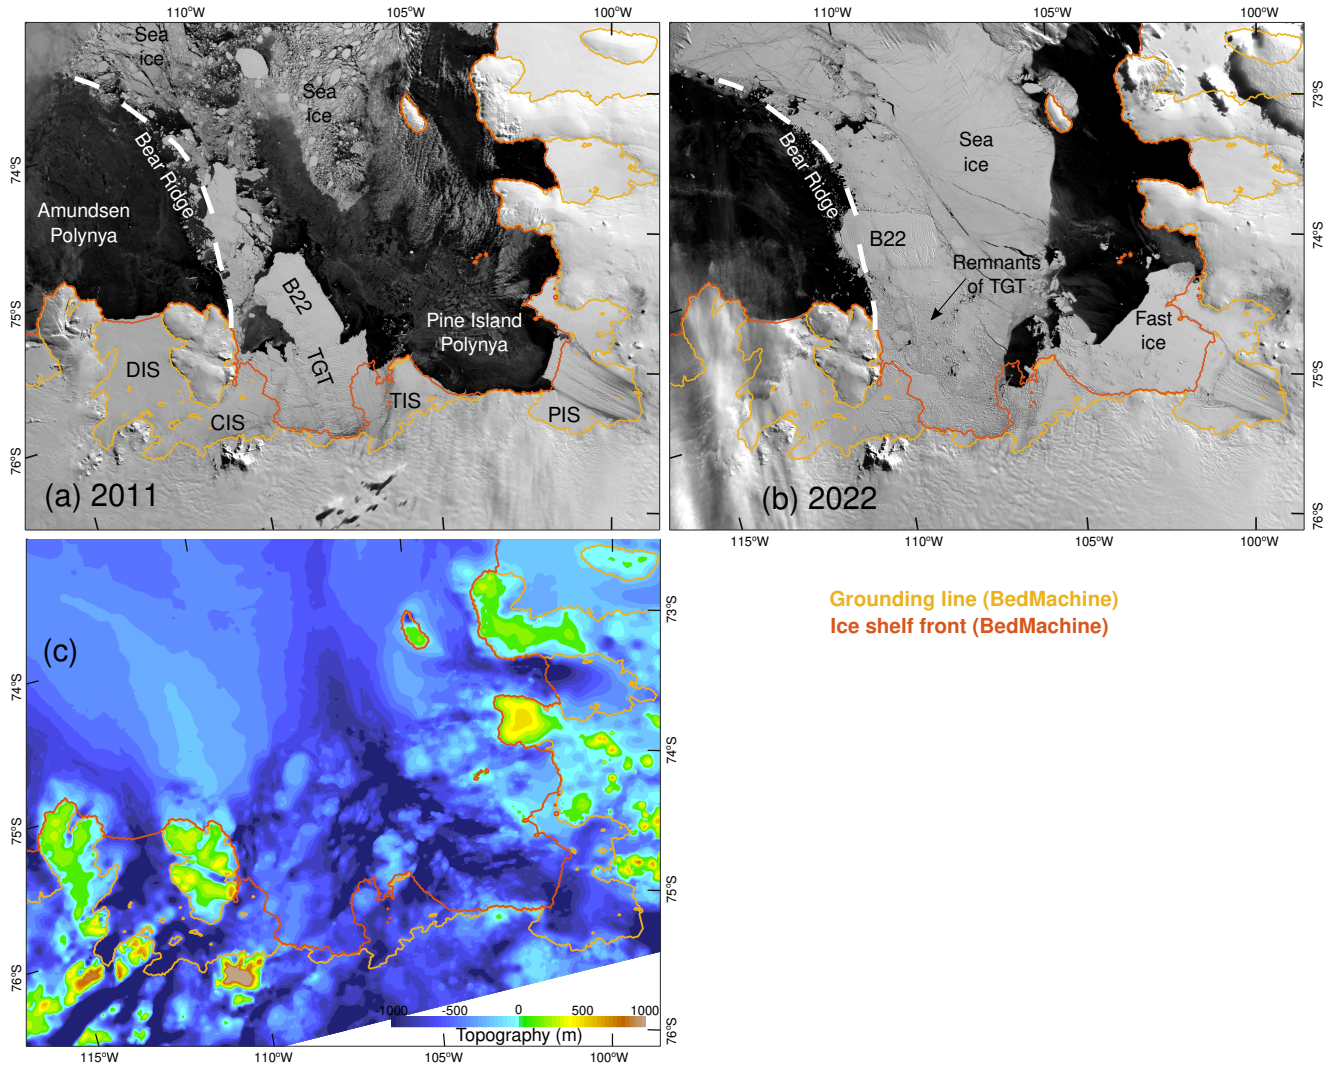 110°W
105°W
100°W
110°W
105°W
100°W
Sea
ice
Sea
ice
Bear Ridge
Amundsen
Polynya
B22
TGT
Pine Island
Polynya
DIS
CIS
TIS
PIS
74°S
75°S
76°S
(a) 2011
Sea
ice
Bear Ridge
B22
Remnants
of TGT
Fast
ice
73°S
74°S
75°S
76°S
(b) 2022
115°W
110°W
105°W
100°W
(c)
74°S
75°S
76°S
73°S
74°S
75°S
76°S
-1000
-500
0
500
1000
Topography (m)
115°W
110°W
105°W
100°W
Grounding line (BedMachine)
Ice shelf front (BedMachine)